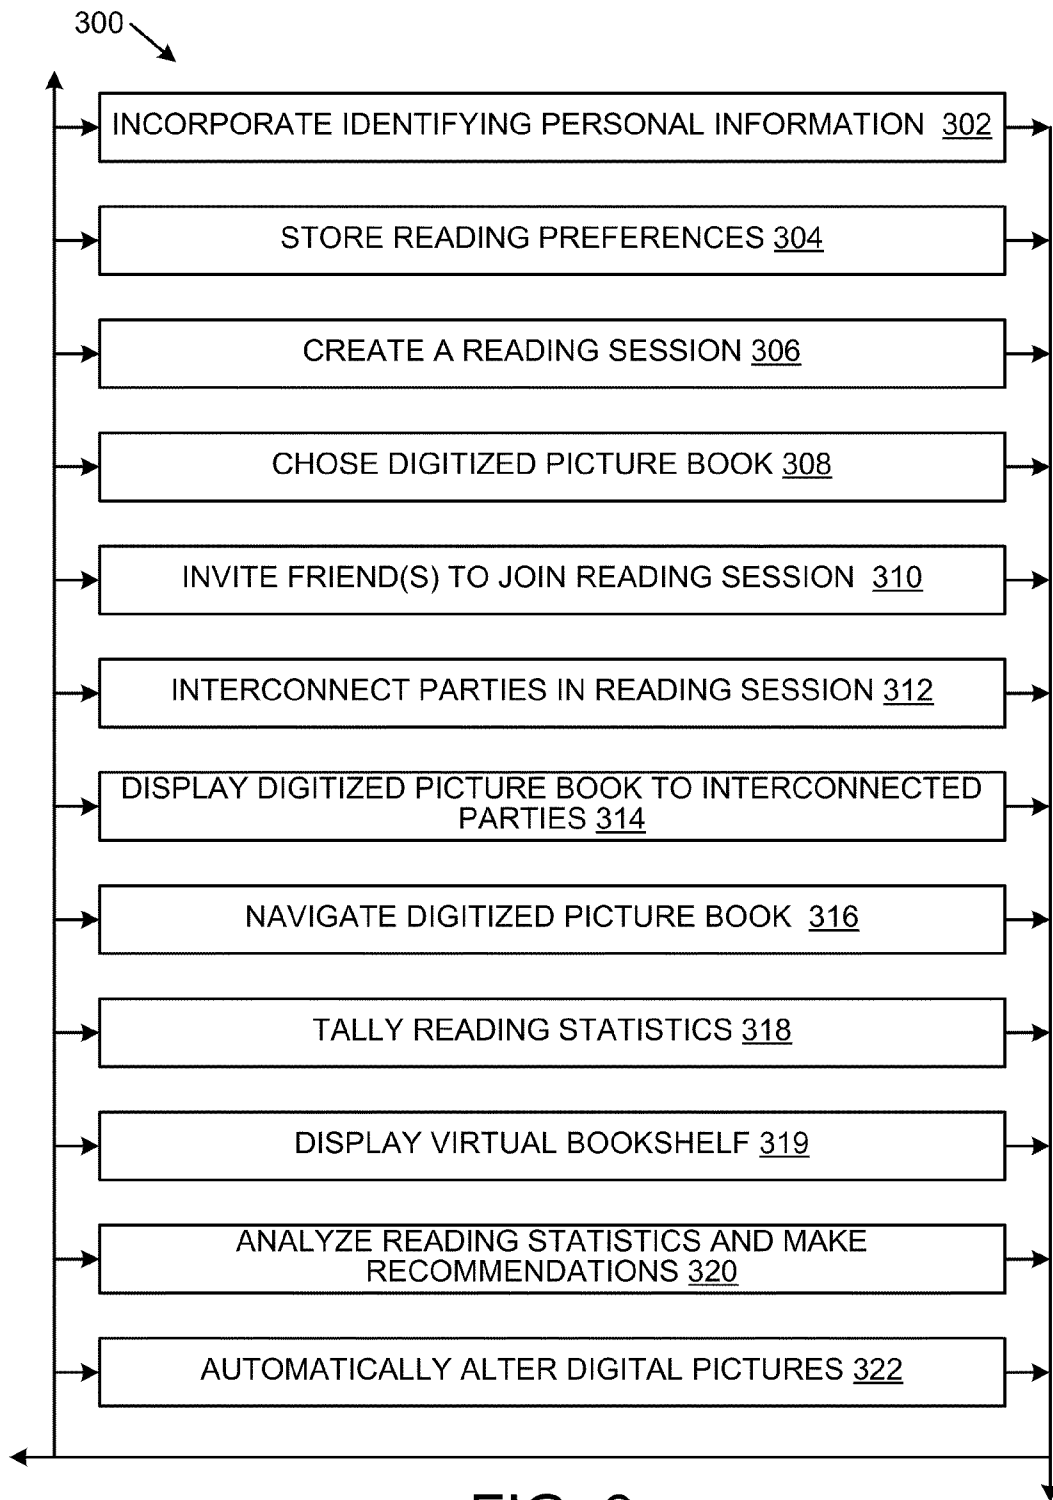 300
INCORPORATE IDENTIFYING PERSONAL INFORMATION 302
STORE READING PREFERENCES 304
CREATE A READING SESSION 306
CHOSE DIGITIZED PICTURE BOOK 308
INVITE FRIEND(S) TO JOIN READING SESSION 310
INTERCONNECT PARTIES IN READING SESSION 312
DISPLAY DIGITIZED PICTURE BOOK TO INTERCONNECTED
PARTIES 314
NAVIGATE DIGITIZED PICTURE BOOK 316
TALLY READING STATISTICS 318
DISPLAY VIRTUAL BOOKSHELF 319
ANALYZE READING STATISTICS AND MAKE
RECOMMENDATIONS 320
AUTOMATICALLY ALTER DIGITAL PICTURES 322
FIG.